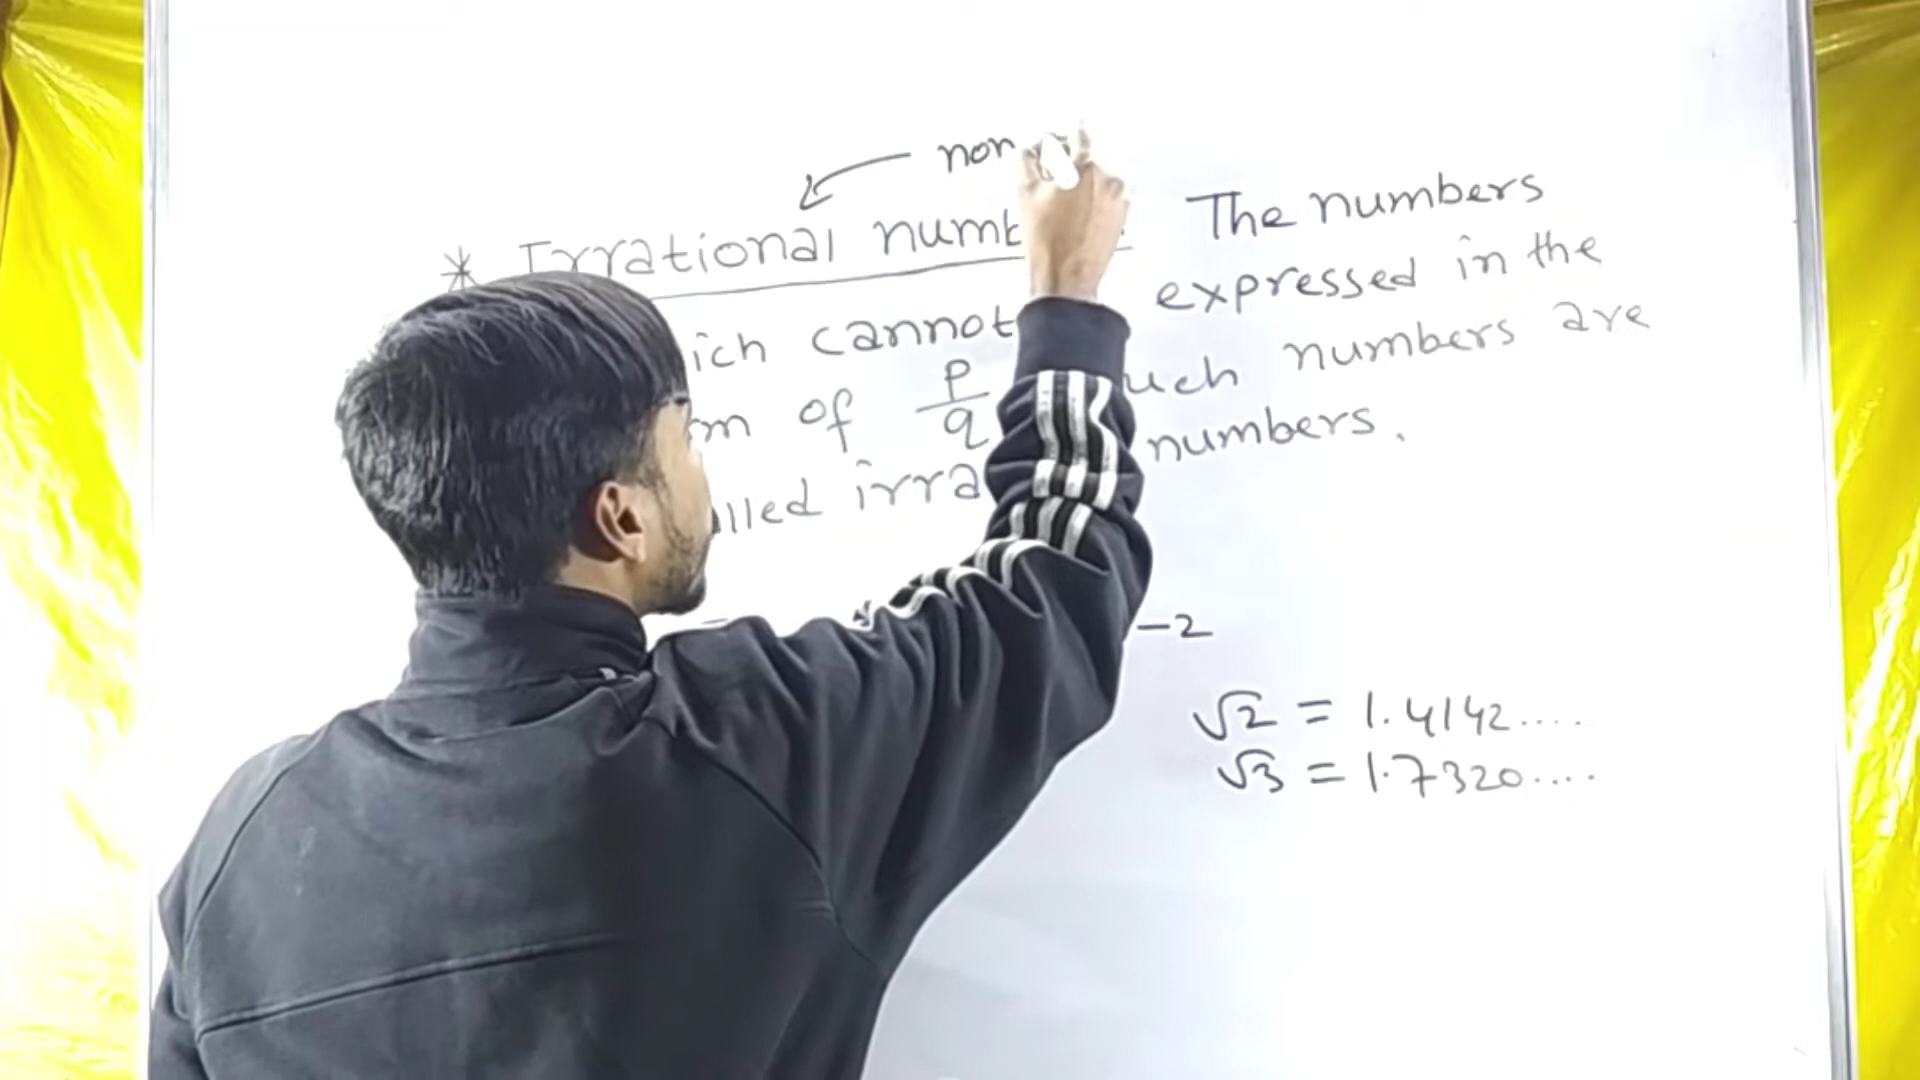 non
* Irrational numb The numbers
ich cannot expressed in the
m of p/q uch numbers are
lled irra numbers.
-2
√2 = 1.4142....
√3 = 1.7320....